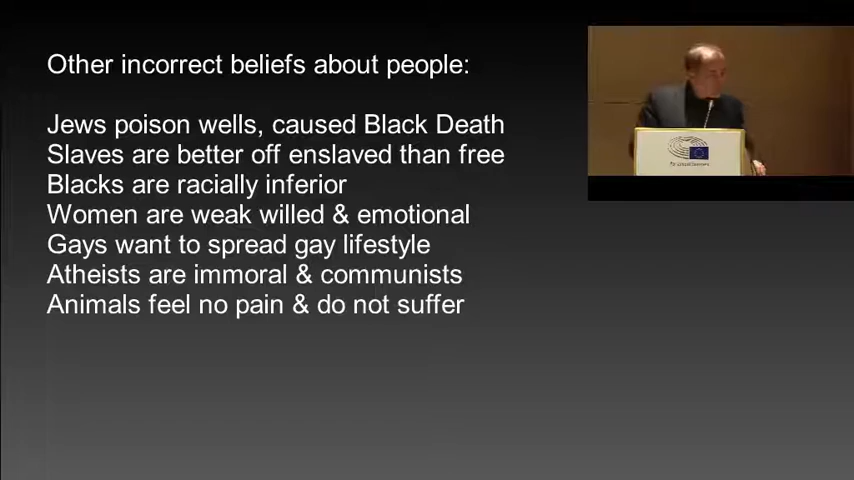 Other incorrect beliefs about people:
Jews poison wells, caused Black Death
Slaves are better off enslaved than free
Blacks are racially inferior
Women are weak willed & emotional
Gays want to spread gay lifestyle
Atheists are immoral & communists
Animals feel no pain & do not suffer